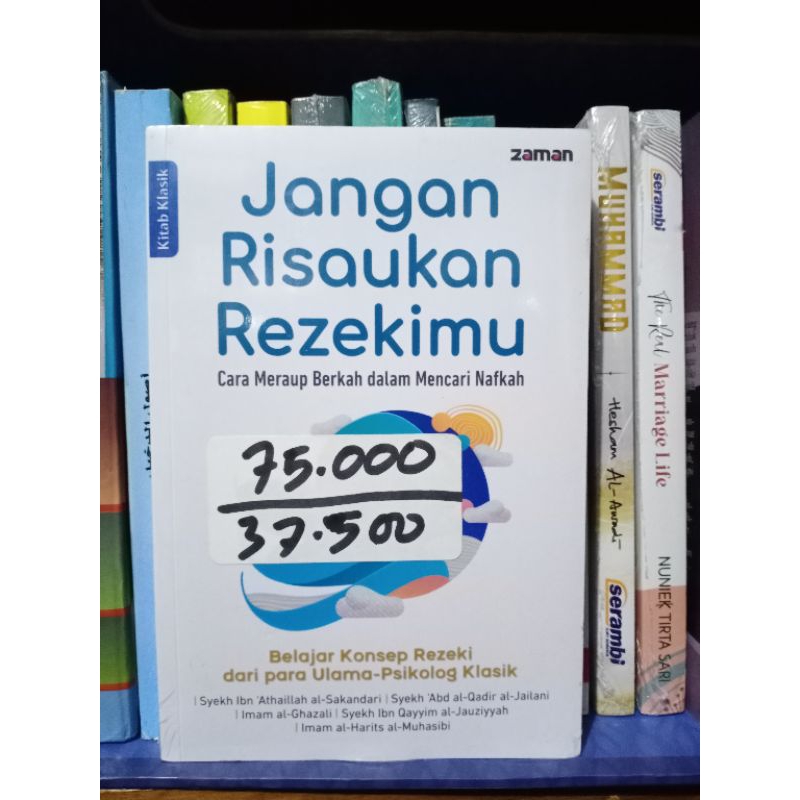 zaman
Kitab Klasik
Jangan
Risaukan
Rezekimu
Cara Meraup Berkah dalam Mencari Nafkah
75.000
37.500
Belajar Konsep Rezeki
dari para Ulama-Psikolog Klasik
| Syekh Ibn 'Athaillah al-Sakandari | Syekh 'Abd al-Qadir al-Jailani
| Imam al-Ghazali | Syekh Ibn Qayyim al-Jauziyyah
| Imam al-Harits al-Muhasibi
MUHAMMAD
Hesham AL-Awadi
serambi
serambi
The Real Marriage Life
NUNIEK TIRTA SARI